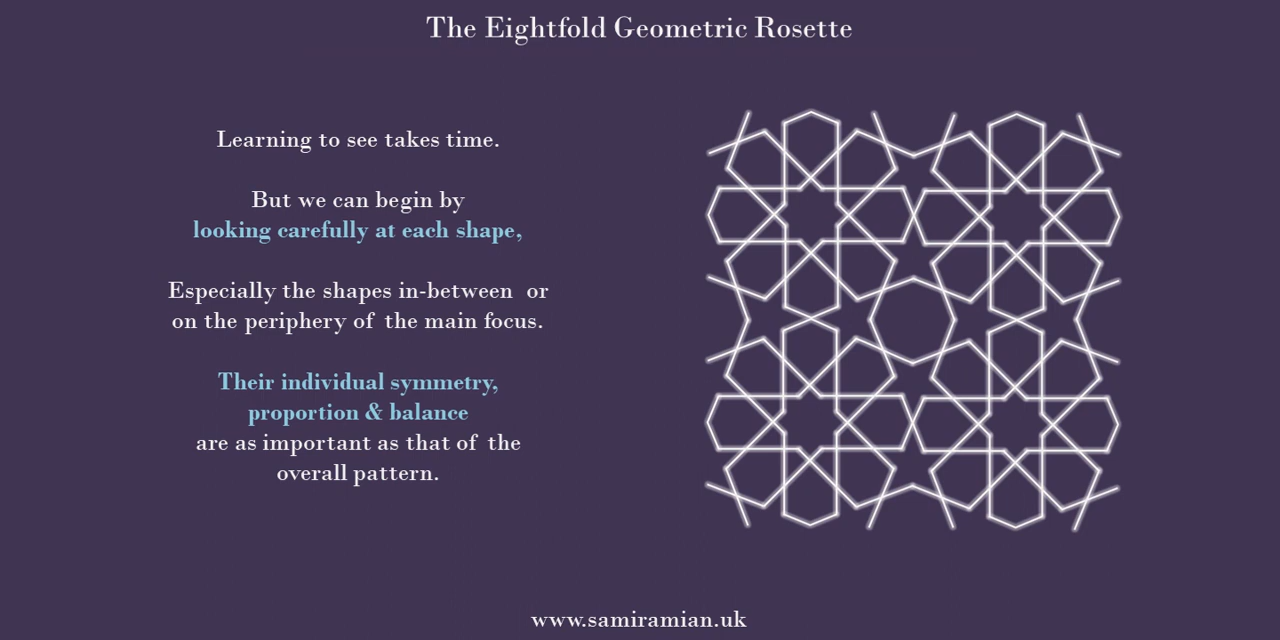 The Eightfold Geometric Rosette
Learning to see takes time.
But we can begin by
looking carefully at each shape,
Especially the shapes in-between or
on the periphery of the main focus.
Their individual symmetry,
proportion & balance
are as important as that of the
overall pattern.
www.samiramian.uk